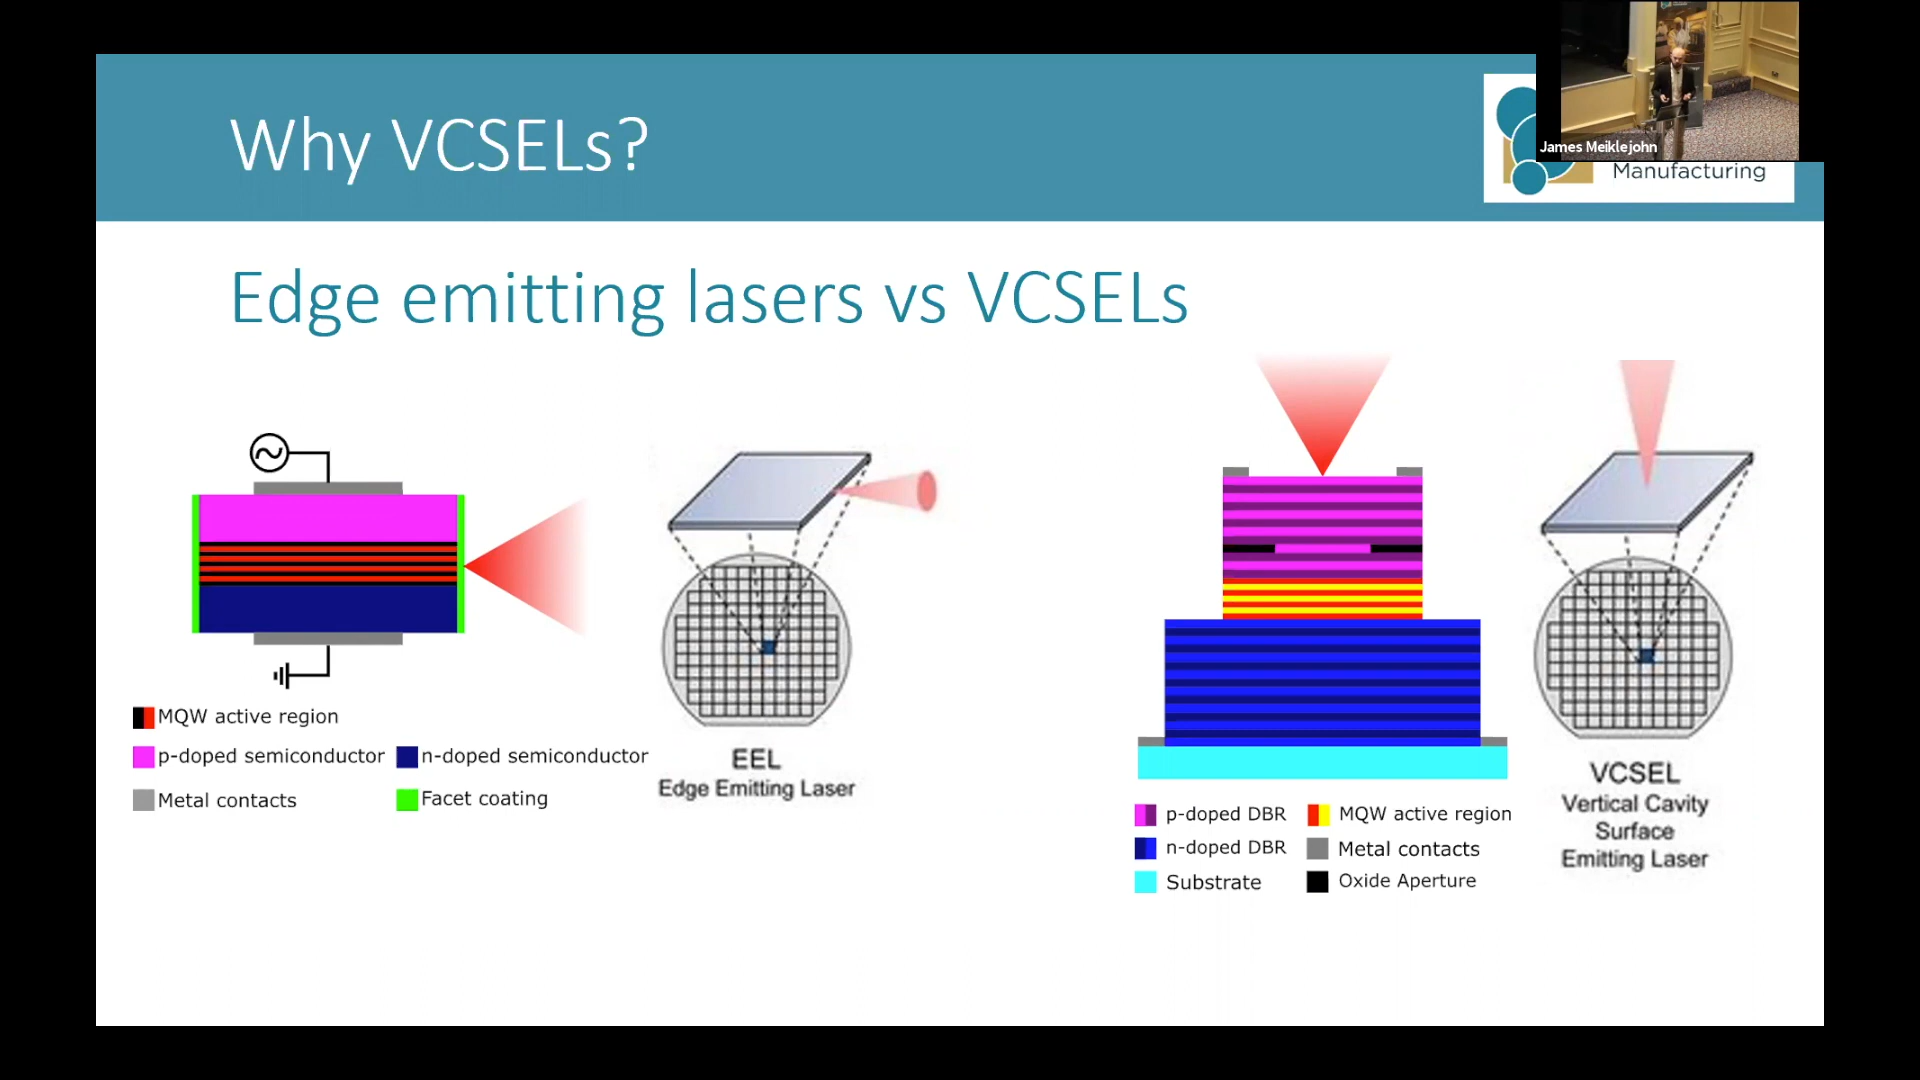 Why VCSELs?
James Meiklejohn
Manufacturing
Edge emitting lasers vs VCSELs
MQW active region
p-doped semiconductor
n-doped semiconductor
Metal contacts
Facet coating
EEL
Edge Emitting Laser
p-doped DBR
MQW active region
n-doped DBR
Metal contacts
Substrate
Oxide Aperture
VCSEL
Vertical Cavity
Surface
Emitting Laser